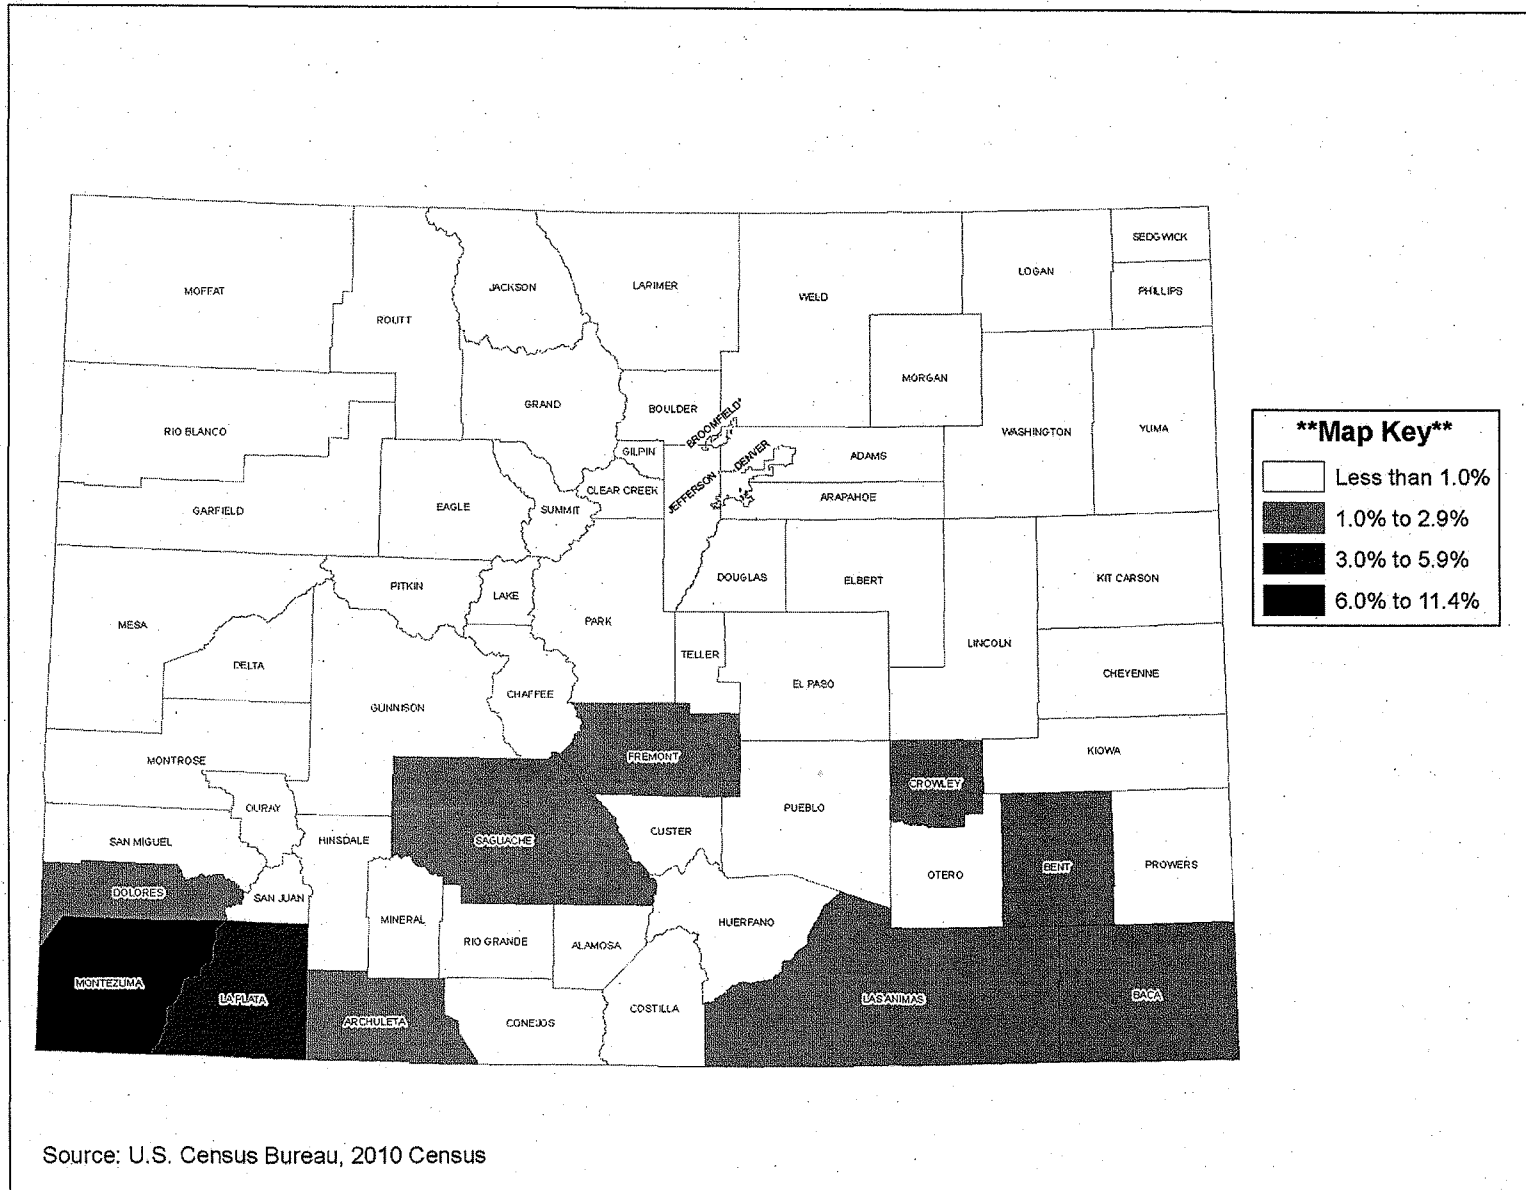 SEDGWICK
LOGAN
MOFFAT
JACKSON
LARIMER
WELD
PHILLIPS
ROUTT
MORGAN
GRAND
BOULDER
BROOMFIELD*
RIO BLANCO
WASHINGTON
YUMA
GILPIN
DENVER
ADAMS
CLEAR CREEK
JEFFERSON
ARAPAHOE
GARFIELD
EAGLE
SUMMIT
PITKIN
LAKE
DOUGLAS
ELBERT
KIT CARSON
MESA
PARK
DELTA
TELLER
LINCOLN
CHEYENNE
GUNNISON
CHAFFEE
EL PASO
MONTROSE
FREMONT
KIOWA
CROWLEY
OURAY
PUEBLO
SAN MIGUEL
HINSDALE
SAGUACHE
CUSTER
DOLORES
SAN JUAN
OTERO
BENT
PROWERS
MINERAL
HUERFANO
RIO GRANDE
ALAMOSA
MONTEZUMA
LA PLATA
LAS ANIMAS
BACA
ARCHULETA
CONEJOS
COSTILLA
**Map Key**
Less than 1.0%
1.0% to 2.9%
3.0% to 5.9%
6.0% to 11.4%
Source: U.S. Census Bureau, 2010 Census